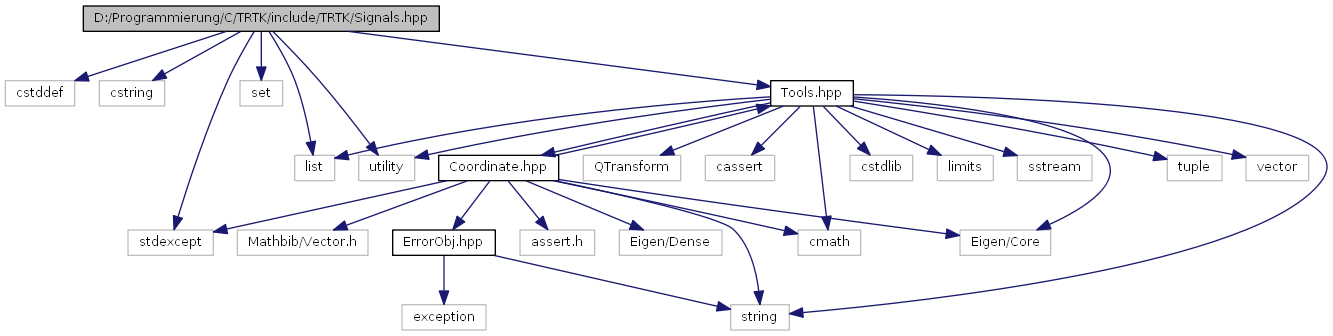 D:/Programmierung/C/TRTK/include/TRTK/Signals.hpp
cstddef
cstring
set
Tools.hpp
list
utility
Coordinate.hpp
QTransform
cassert
cstdlib
limits
sstream
tuple
vector
stdexcept
Mathbib/Vector.h
ErrorObj.hpp
assert.h
Eigen/Dense
cmath
Eigen/Core
exception
string